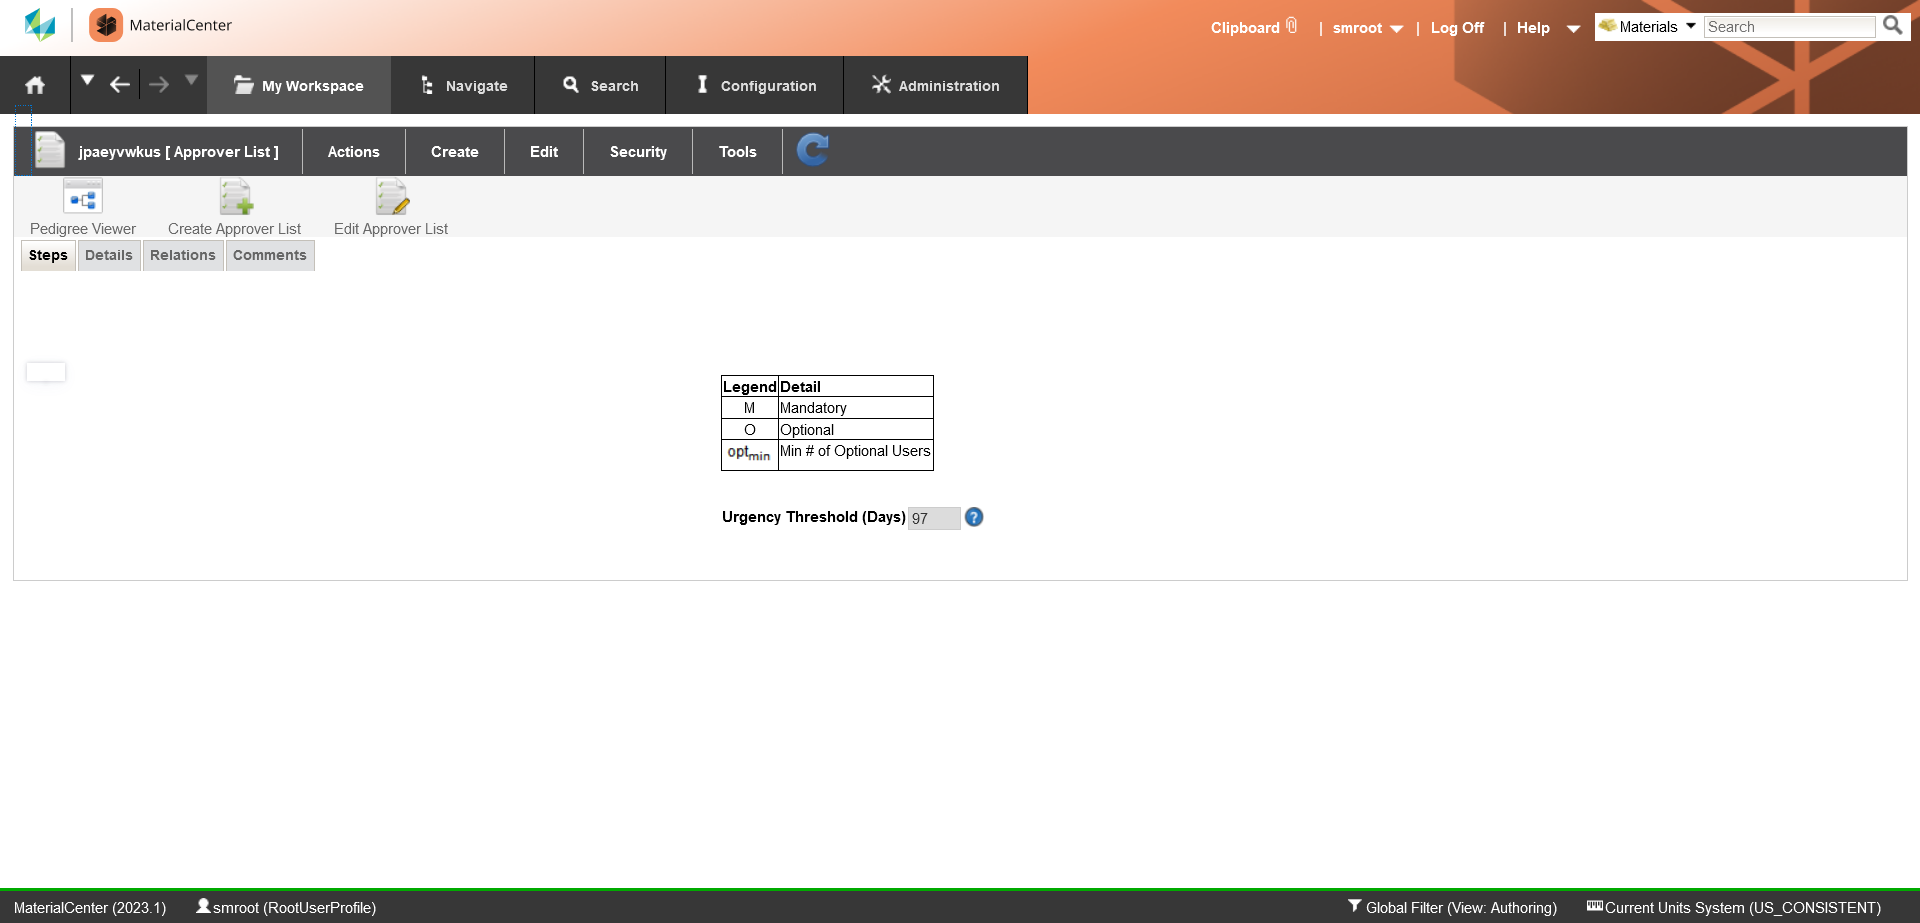 MaterialCenter
Clipboard | smroot | Log Off | Help Materials Search
My Workspace Navigate Search Configuration Administration
jpaeyvwkus [ Approver List ] Actions Create Edit Security Tools
Pedigree Viewer Create Approver List Edit Approver List
Steps Details Relations Comments
Legend Detail
M Mandatory
O Optional
optmin Min # of Optional Users
Urgency Threshold (Days) 97 ?
MaterialCenter (2023.1) smroot (RootUserProfile) Global Filter (View: Authoring) Current Units System (US_CONSISTENT)